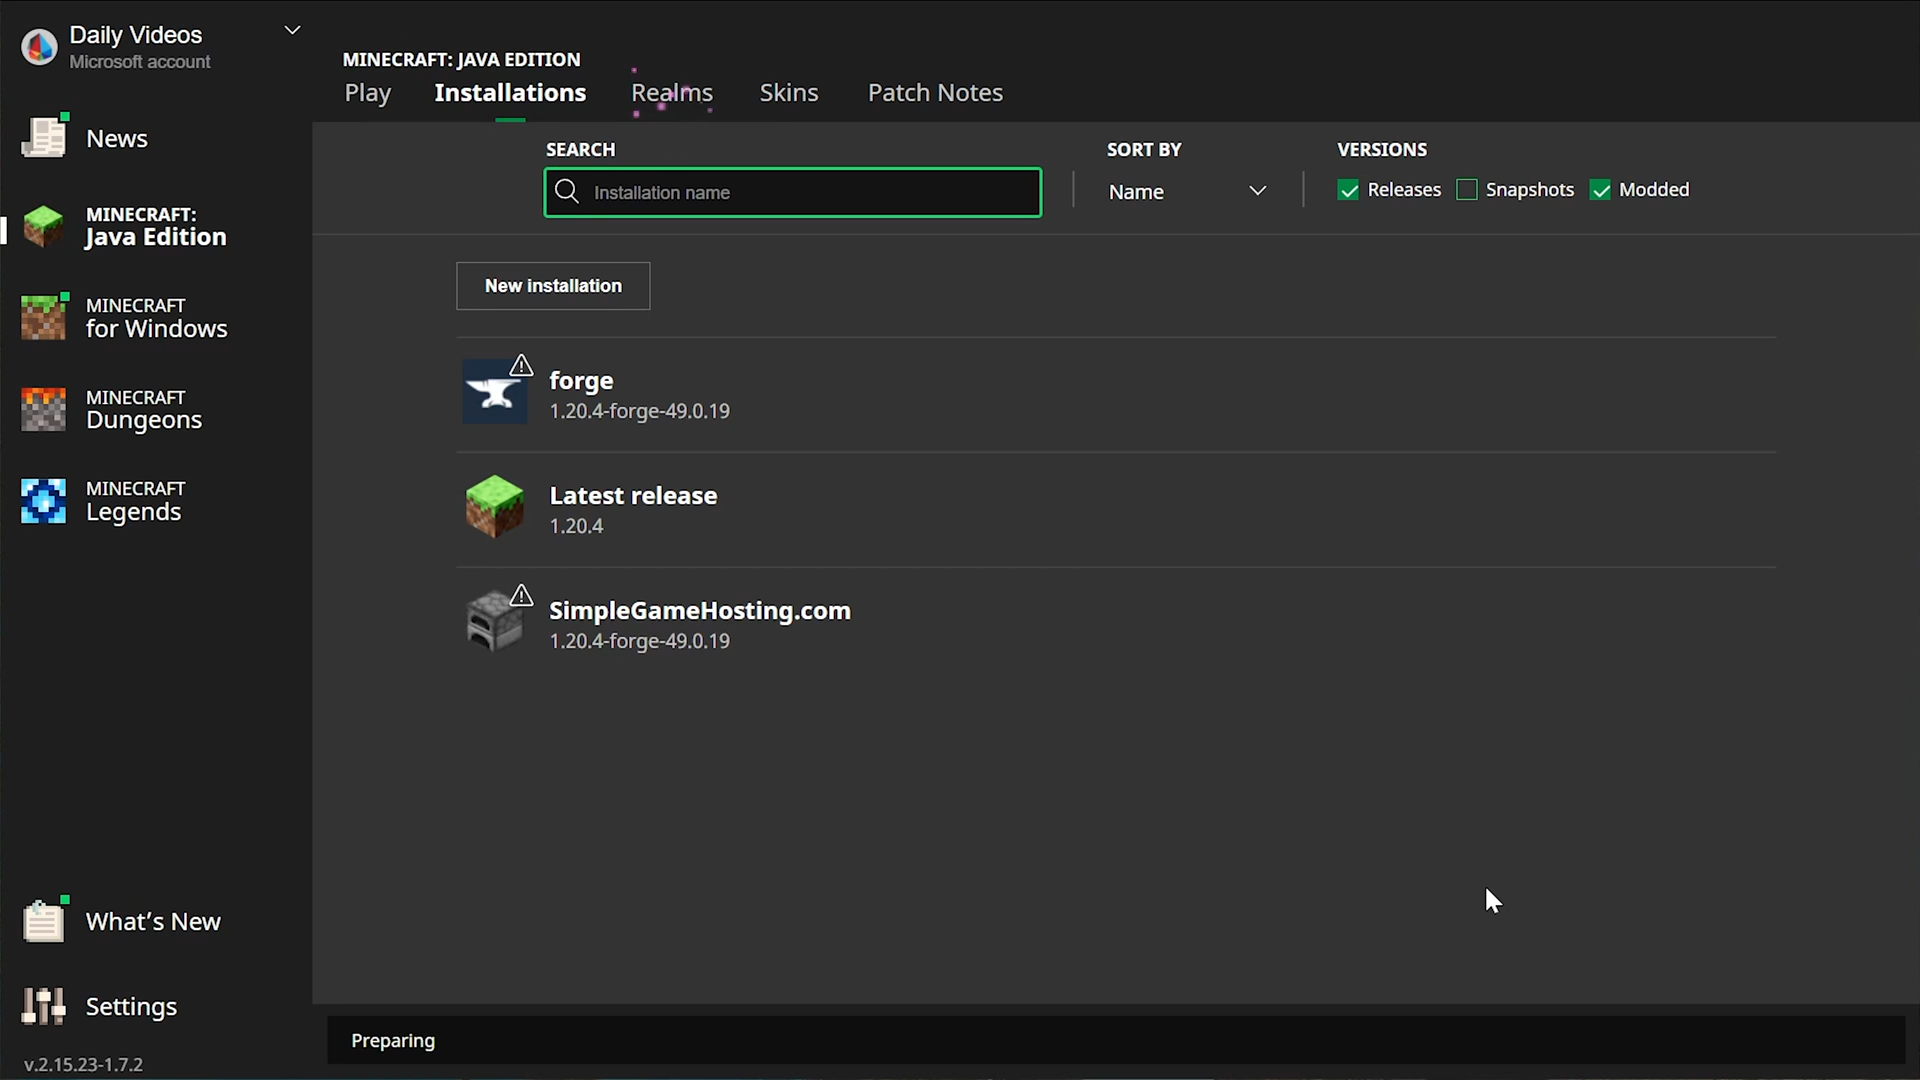 Daily Videos
Microsoft account
News
MINECRAFT:
Java Edition
MINECRAFT
for Windows
MINECRAFT
Dungeons
MINECRAFT
Legends
What's New
Settings
v.2.15.23-1.7.2
MINECRAFT: JAVA EDITION
Play Installations Realms Skins Patch Notes
SEARCH SORT BY VERSIONS
Installation name Name Releases Snapshots Modded
New installation
forge
1.20.4-forge-49.0.19
Latest release
1.20.4
SimpleGameHosting.com
1.20.4-forge-49.0.19
Preparing